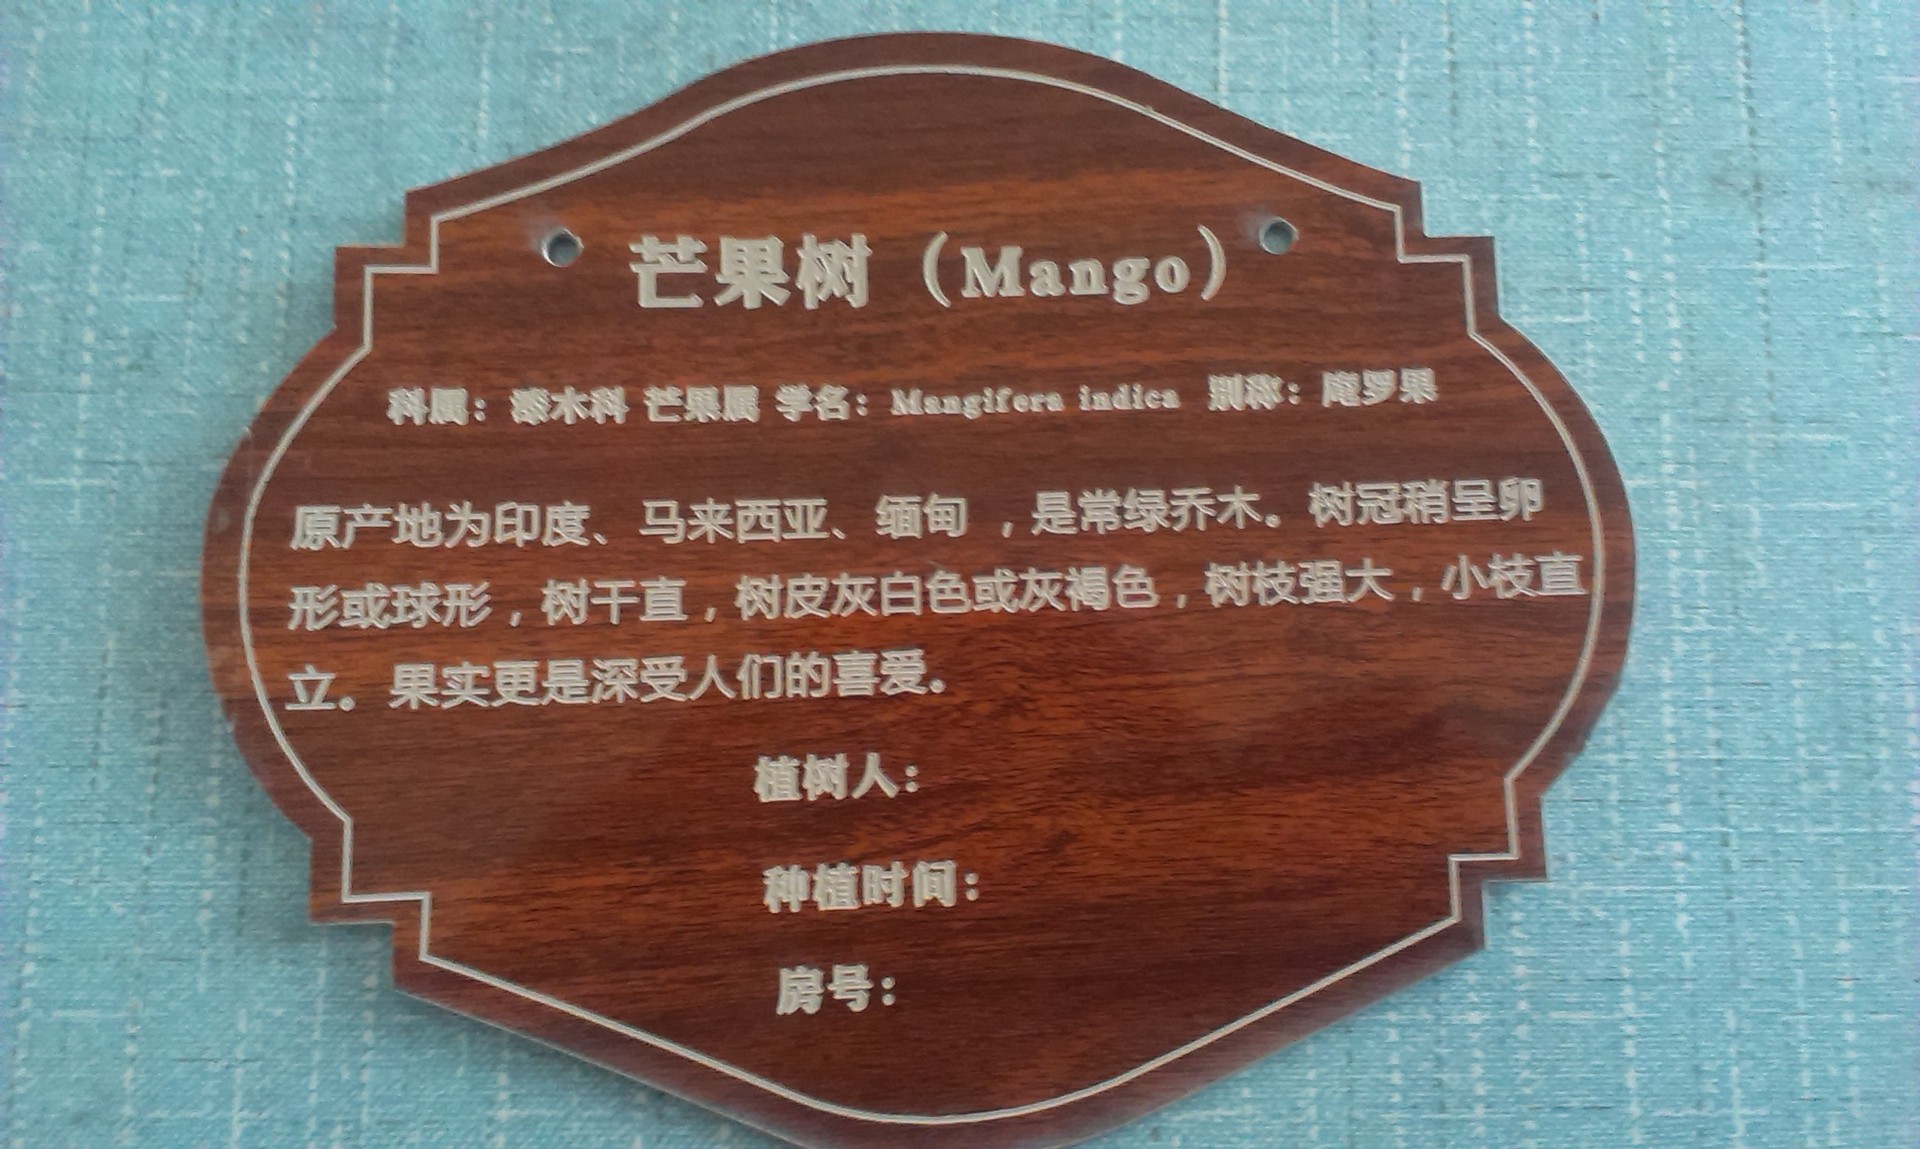 芒果树（Mango）
科属：漆木科 芒果属 学名：Mangifera indica 别称：庵罗果
原产地为印度、马来西亚、缅甸，是常绿乔木。树冠稍呈卵
形或球形，树干直，树皮灰白色或灰褐色，树枝强大，小枝直
立。果实更是深受人们的喜爱。
植树人：
种植时间：
房号：